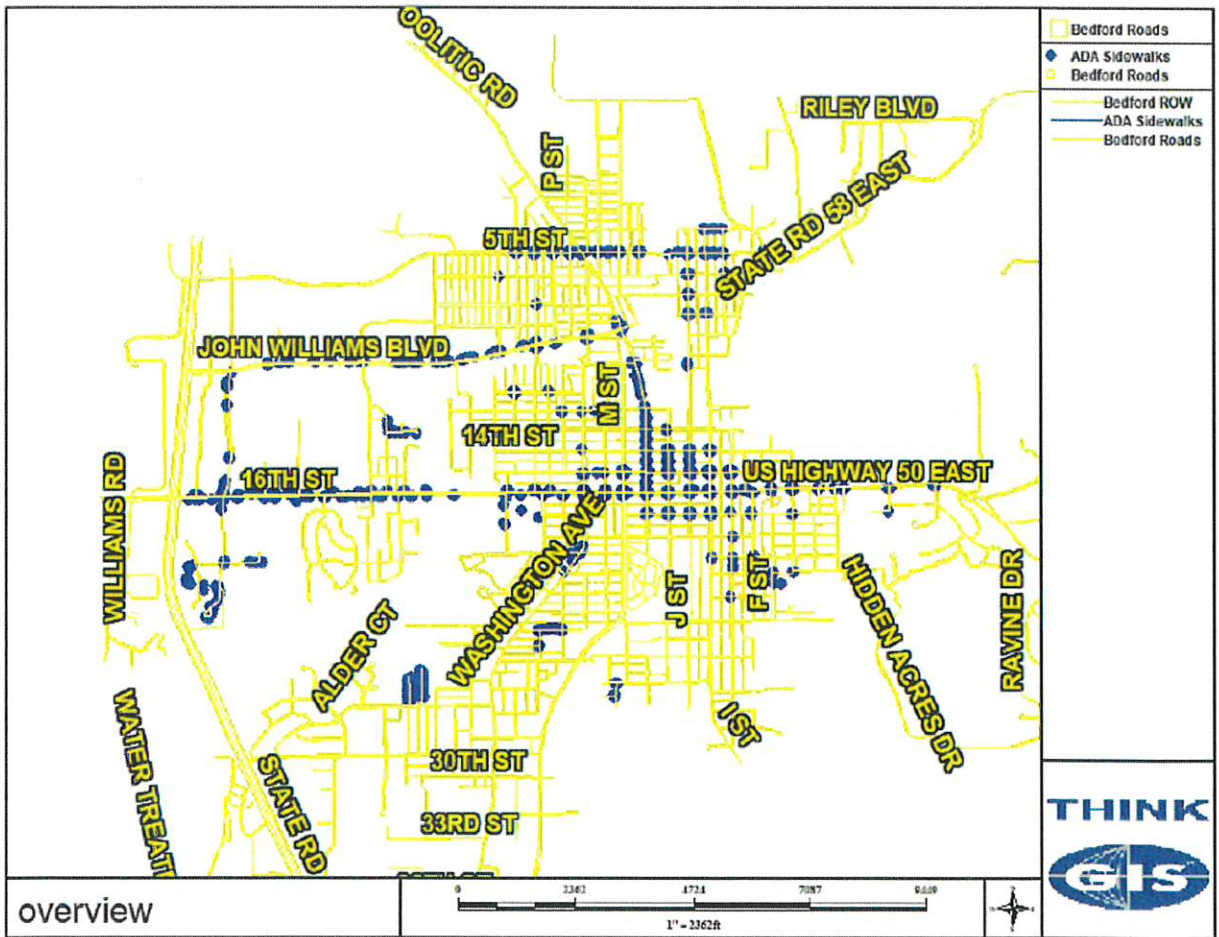 OOLITIC RD
P ST
RILEY BLVD
STATE RD 58 EAST
5TH ST
JOHN WILLIAMS BLVD
M ST
14TH ST
16TH ST
US HIGHWAY 50 EAST
WILLIAMS RD
WASHINGTON AVE
J ST
F ST
HIDDEN ACRES DR
RAVINE DR
ALDER CT
I ST
WATER TREAT
STATE RD
30TH ST
33RD ST
Bedford Roads
ADA Sidewalks
Bedford Roads
Bedford ROW
ADA Sidewalks
Bedford Roads
THINK
GIS
overview
0 2362 4724 7087 9449
1" = 2362ft